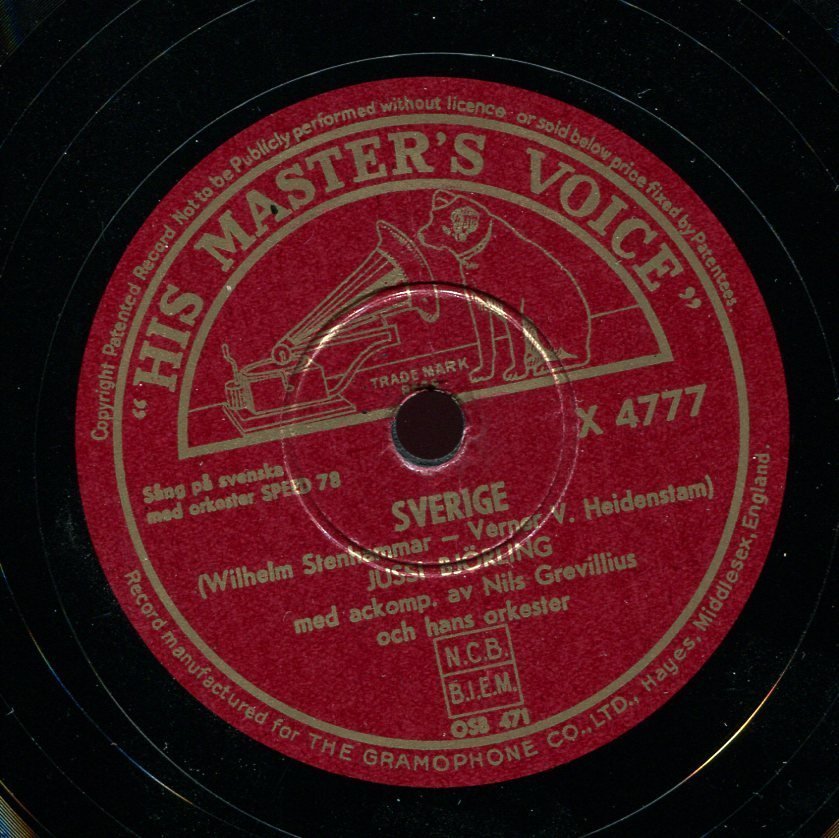 Copyright Patented Record Not to be Publicly performed without licence or sold below price fixed by Patentees.
"HIS MASTER'S VOICE"
TRADE MARK
X 4777
Sång på svenska
med orkester SPEED 78
SVERIGE
(Wilhelm Stenhammar – Verner V. Heidenstam)
JUSSI BJÖRLING
med ackomp. av Nils Grevillius
och hans orkester
N.C.B.
B.I.E.M.
OSB 471
Record manufactured for THE GRAMOPHONE CO., LTD., Hayes, Middlesex, England.